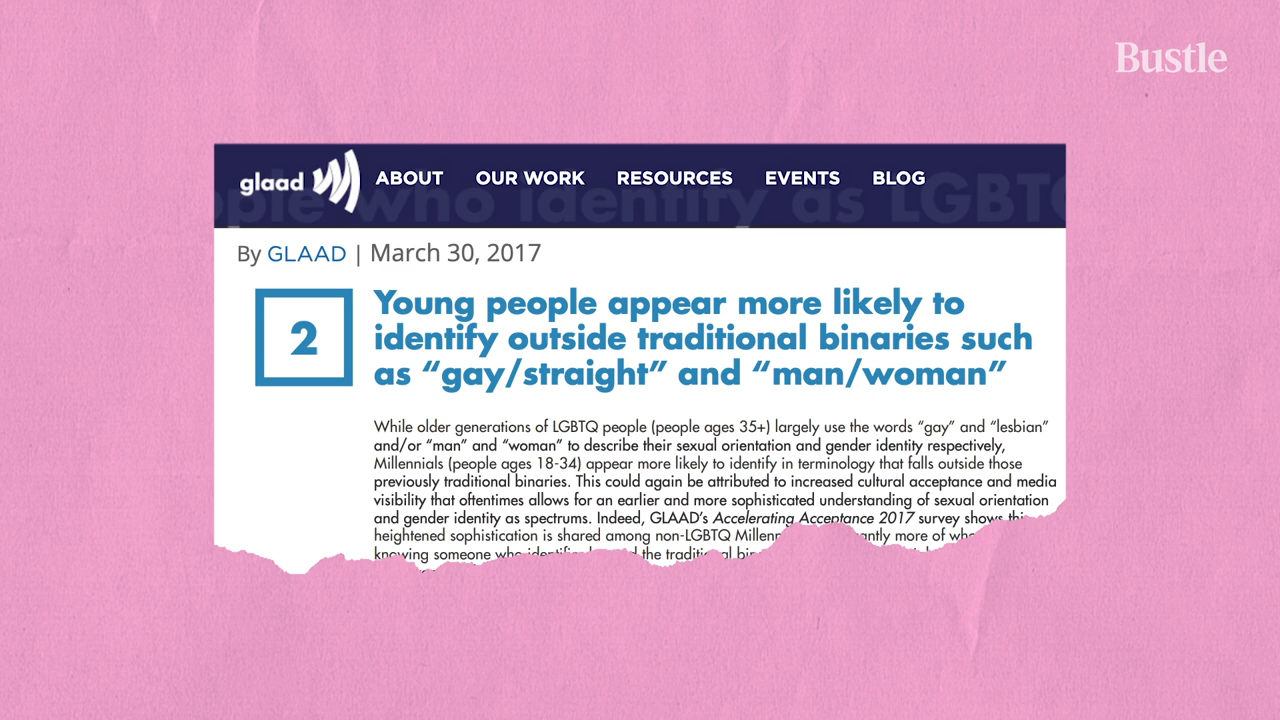 Bustle
glaad ABOUT OUR WORK RESOURCES EVENTS BLOG
ople who identity as LGBTQ
By GLAAD | March 30, 2017
2
Young people appear more likely to
identify outside traditional binaries such
as “gay/straight” and “man/woman”
While older generations of LGBTQ people (people ages 35+) largely use the words “gay” and “lesbian”
and/or “man” and “woman” to describe their sexual orientation and gender identity respectively,
Millennials (people ages 18-34) appear more likely to identify in terminology that falls outside those
previously traditional binaries. This could again be attributed to increased cultural acceptance and media
visibility that oftentimes allows for an earlier and more sophisticated understanding of sexual orientation
and gender identity as spectrums. Indeed, GLAAD’s Accelerating Acceptance 2017 survey shows this
heightened sophistication is shared among non-LGBTQ
knowing someone who